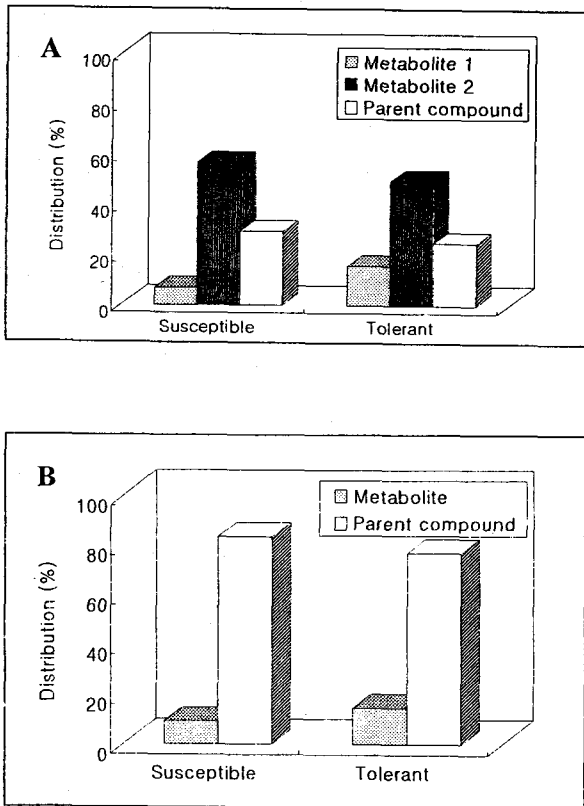 A
100
80
60
40
20
0
Distribution (%)
Metabolite 1
Metabolite 2
Parent compound
Susceptible Tolerant
B
100
80
60
40
20
0
Distribution (%)
Metabolite
Parent compound
Susceptible Tolerant